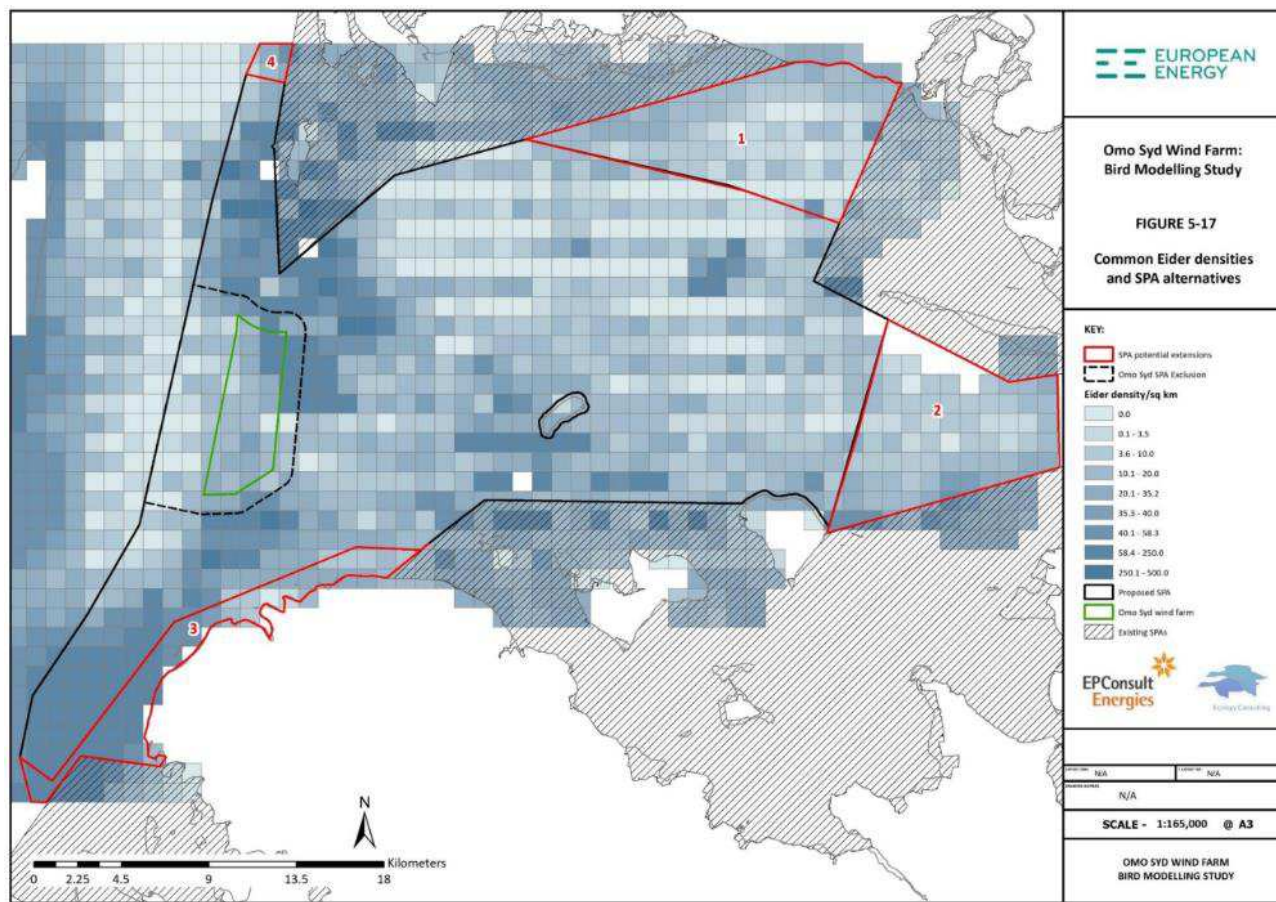 4
1
2
3
N
Kilometers
0 2.25 4.5 9 13.5 18
EUROPEAN
ENERGY
Omo Syd Wind Farm:
Bird Modelling Study
FIGURE 5-17
Common Eider densities
and SPA alternatives
KEY:
SPA potential extensions
Omo Syd SPA Exclusion
Eider density/sq km
0.0
0.1 - 3.5
3.6 - 10.0
10.1 - 20.0
20.1 - 35.2
35.3 - 40.0
40.1 - 58.3
58.4 - 250.0
250.1 - 500.0
Proposed SPA
Omo Syd wind farm
Existing SPAs
EPConsult
Energies
Ecology Consulting
N/A
N/A
N/A
SCALE - 1:165,000 @ A3
OMO SYD WIND FARM
BIRD MODELLING STUDY